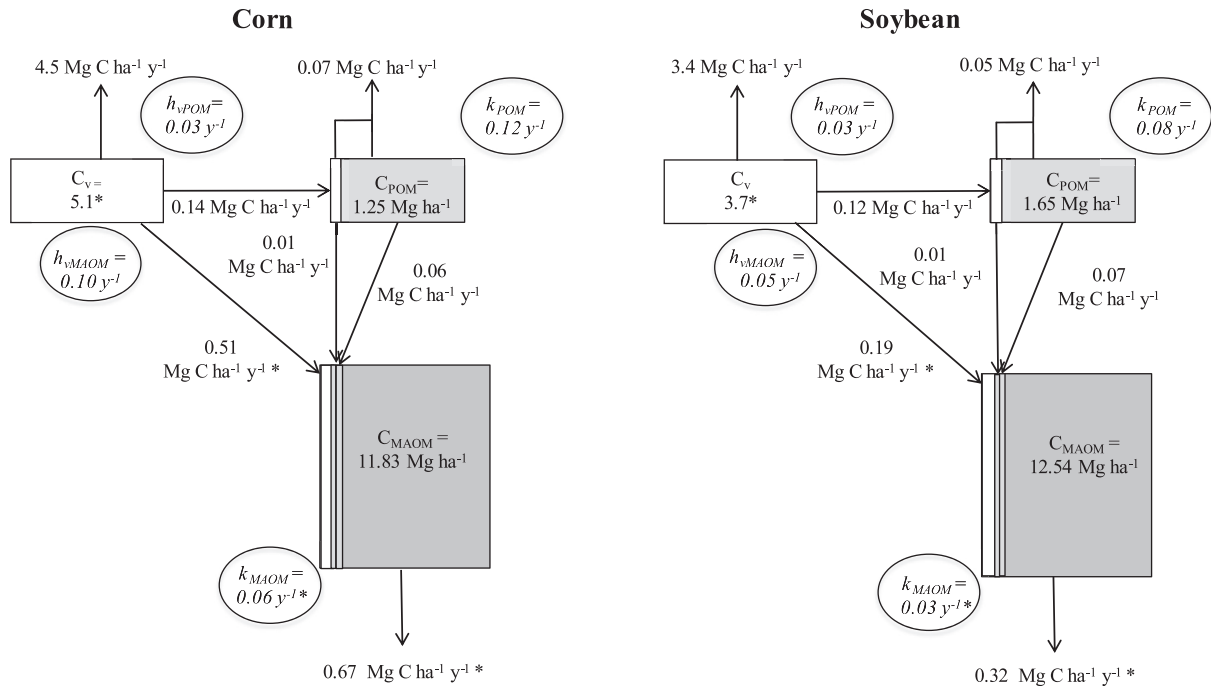 Corn
4.5 Mg C ha⁻¹ y⁻¹
0.07 Mg C ha⁻¹ y⁻¹
h_vPOM =
0.03 y⁻¹
k_POM =
0.12 y⁻¹
C_v =
5.1*
C_POM =
1.25 Mg ha⁻¹
0.14 Mg C ha⁻¹ y⁻¹
h_vMAOM =
0.10 y⁻¹
0.01
Mg C ha⁻¹ y⁻¹
0.06
Mg C ha⁻¹ y⁻¹
0.51
Mg C ha⁻¹ y⁻¹ *
C_MAOM =
11.83 Mg ha⁻¹
k_MAOM =
0.06 y⁻¹ *
0.67 Mg C ha⁻¹ y⁻¹ *
Soybean
3.4 Mg C ha⁻¹ y⁻¹
0.05 Mg C ha⁻¹ y⁻¹
h_vPOM =
0.03 y⁻¹
k_POM =
0.08 y⁻¹
C_v
3.7*
C_POM =
1.65 Mg ha⁻¹
0.12 Mg C ha⁻¹ y⁻¹
h_vMAOM =
0.05 y⁻¹
0.01
Mg C ha⁻¹ y⁻¹
0.07
Mg C ha⁻¹ y⁻¹
0.19
Mg C ha⁻¹ y⁻¹ *
C_MAOM =
12.54 Mg ha⁻¹
k_MAOM =
0.03 y⁻¹ *
0.32 Mg C ha⁻¹ y⁻¹ *